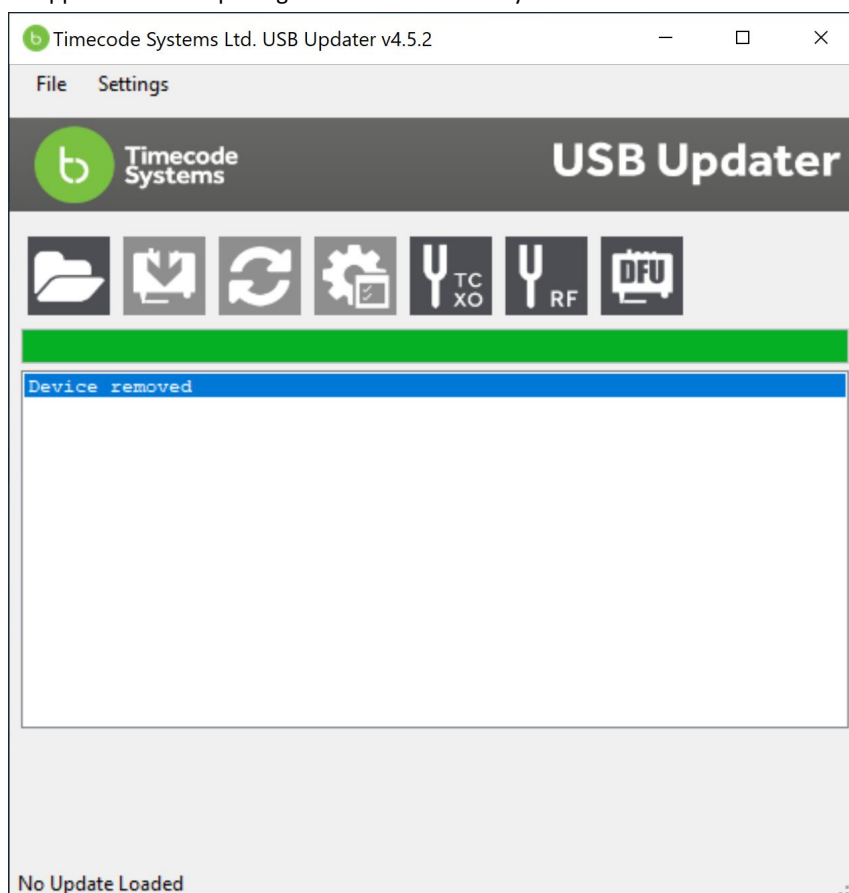 Timecode Systems Ltd. USB Updater v4.5.2
File Settings
b Timecode
Systems
USB Updater
TC
XO
RF
DFU
Device removed
No Update Loaded